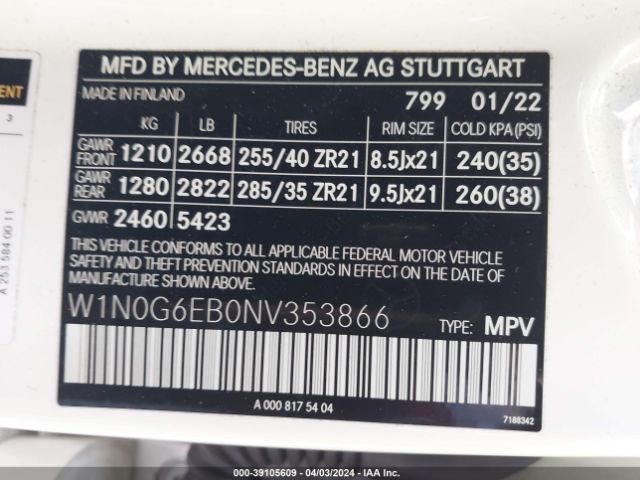 MFD BY MERCEDES-BENZ AG STUTTGART
MADE IN FINLAND 799 01/22
KG LB TIRES RIM SIZE COLD KPA(PSI)
GAWR FRONT 1210 2668 255/40 ZR21 8.5Jx21 240(35)
GAWR REAR 1280 2822 285/35 ZR21 9.5Jx21 260(38)
GVWR 2460 5423
THIS VEHICLE CONFORMS TO ALL APPLICABLE FEDERAL MOTOR VEHICLE
SAFETY AND THEFT PREVENTION STANDARDS IN EFFECT ON THE DATE OF
MANUFACTURE SHOWN ABOVE.
W1N0G6EB0NV353866 TYPE: MPV
A 000 817 54 04
7188342
3
A 253 584 00 11
000-39105609 - 04/03/2024 - IAA Inc.